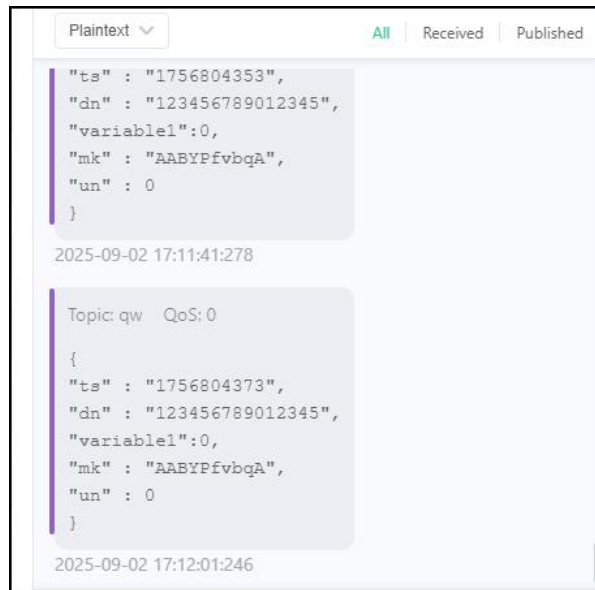 Plaintext
All Received Published
"ts" : "1756804353",
"dn" : "123456789012345",
"variable1":0,
"mk" : "AABYPfvbqA",
"un" : 0
}
2025-09-02 17:11:41:278
Topic: qw QoS: 0
{
"ts" : "1756804373",
"dn" : "123456789012345",
"variable1":0,
"mk" : "AABYPfvbqA",
"un" : 0
}
2025-09-02 17:12:01:246